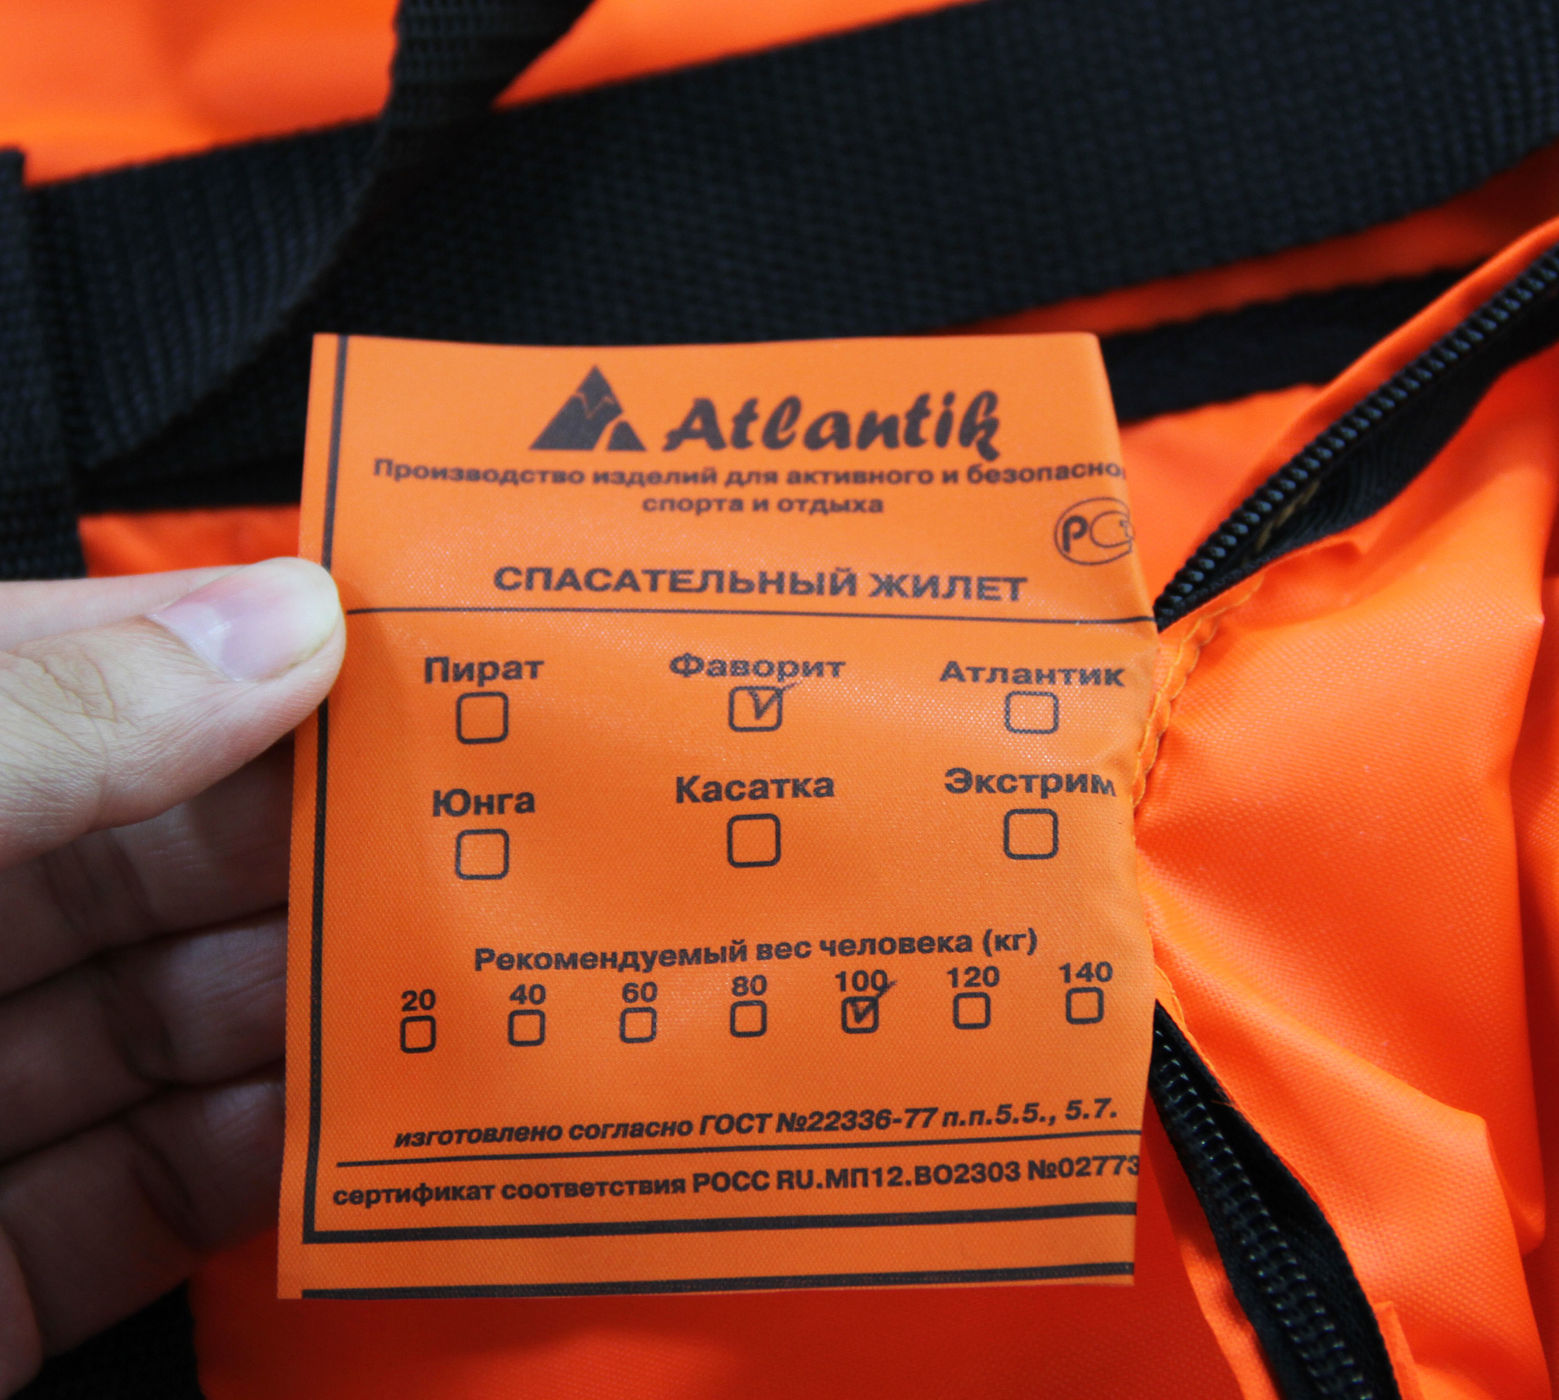 Atlantik
Производство изделий для активного и безопасно
спорта и отдыха
РСТ
СПАСАТЕЛЬНЫЙ ЖИЛЕТ
Пират Фаворит Атлантик
Юнга Касатка Экстрим
Рекомендуемый вес человека (кг)
20 40 60 80 100 120 140
изготовлено согласно ГОСТ №22336-77 п.п.5.5., 5.7.
сертификат соответствия РОСС RU.МП12.ВО2303 №02773